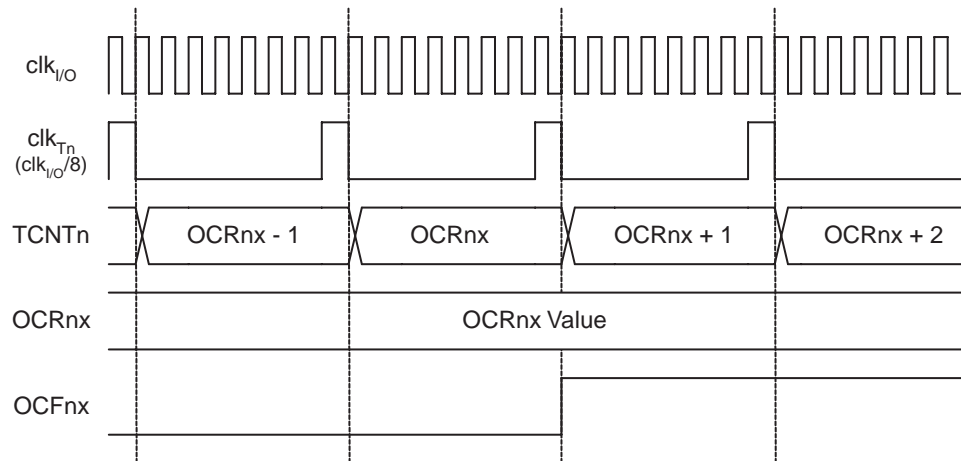 clkI/O
clkTn
(clkI/O/8)
TCNTn
OCRnx - 1
OCRnx
OCRnx + 1
OCRnx + 2
OCRnx
OCRnx Value
OCFnx